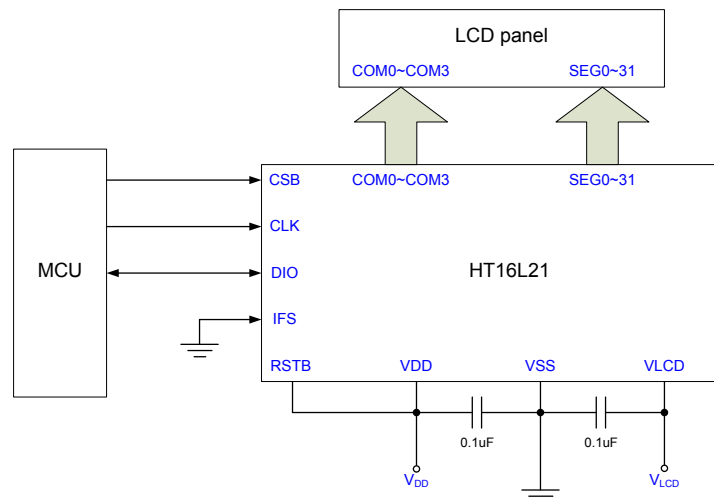 LCD panel
COM0~COM3 SEG0~31
COM0~COM3 SEG0~31
CSB
CLK
MCU DIO HT16L21
IFS
RSTB VDD VSS VLCD
0.1uF 0.1uF
VDD VLCD